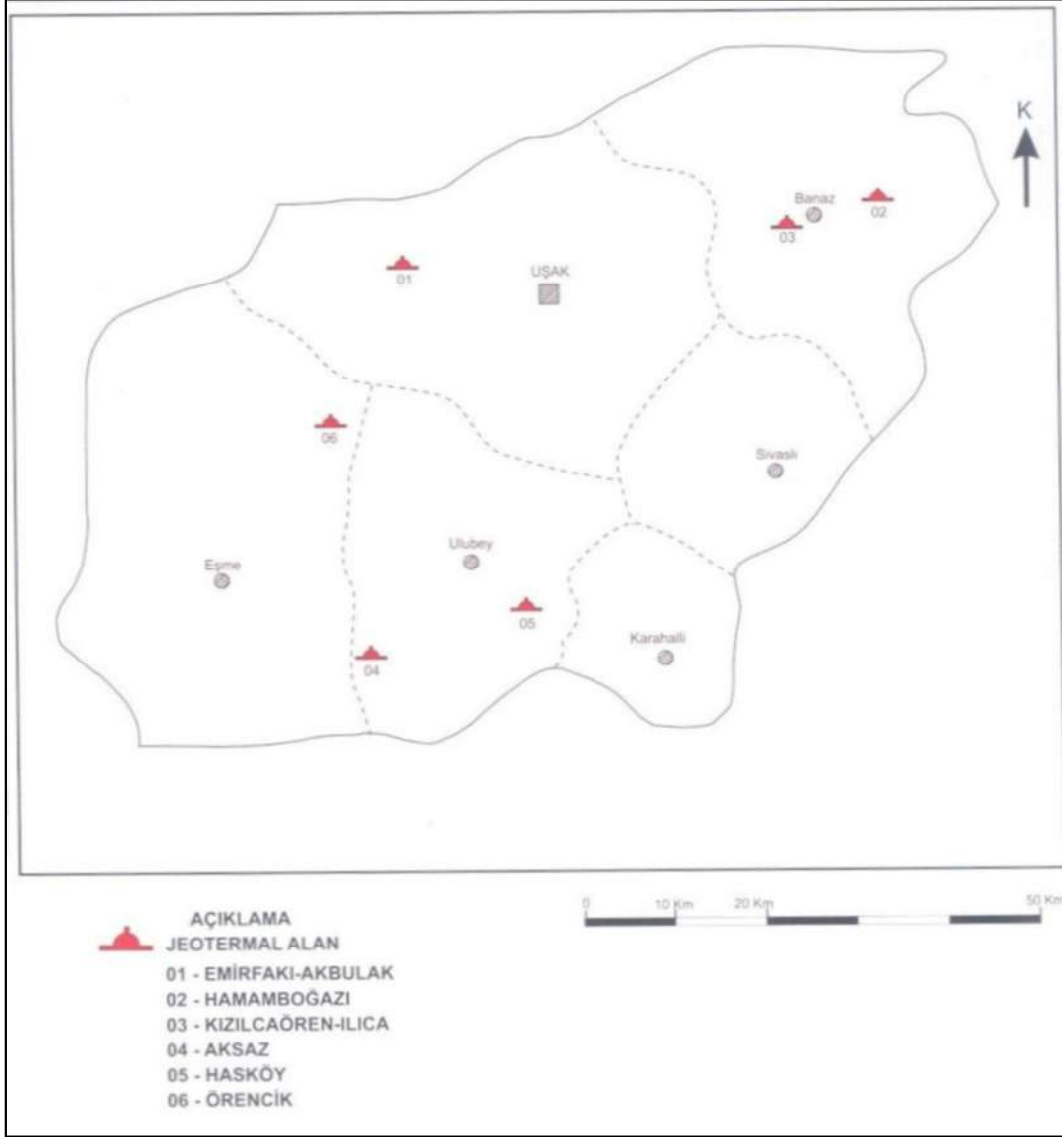 K
Banaz
02
03
01
UŞAK
06
Sivaslı
Ulubey
Eşme
05
Karahalli
04
0 10 Km 20 Km 50 Km
AÇIKLAMA
JEOTERMAL ALAN
01 - EMİRFAKI-AKBULAK
02 - HAMAMBOĞAZI
03 - KIZILCAÖREN-ILICA
04 - AKSAZ
05 - HASKÖY
06 - ÖRENCİK